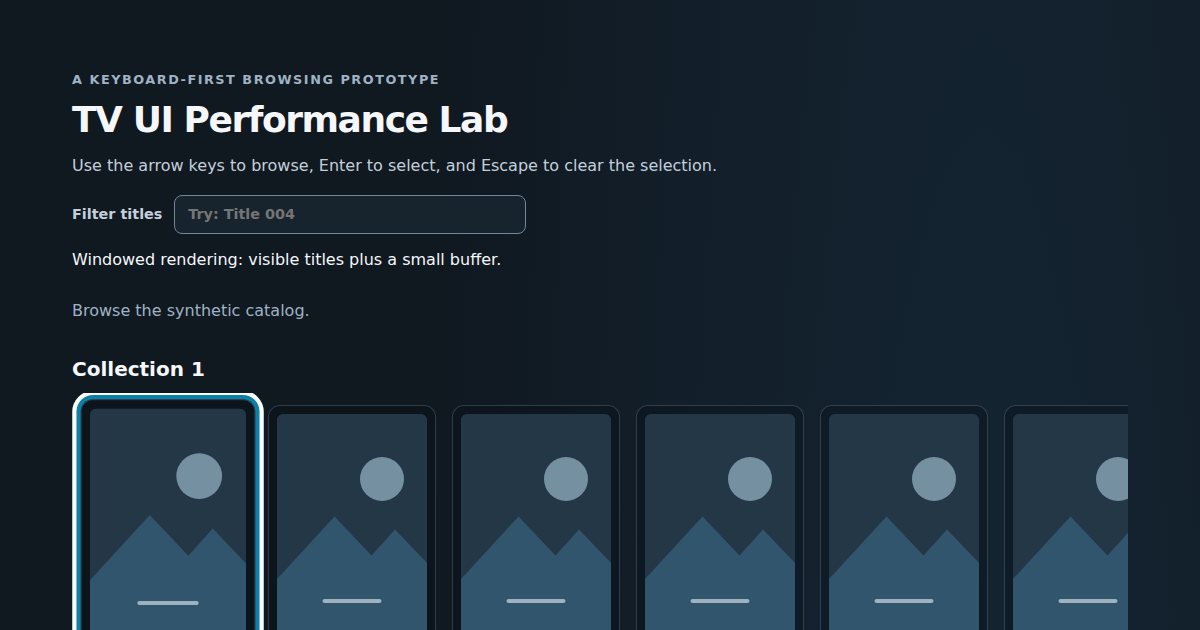 A KEYBOARD-FIRST BROWSING PROTOTYPE
TV UI Performance Lab
Use the arrow keys to browse, Enter to select, and Escape to clear the selection.
Filter titles Try: Title 004
Windowed rendering: visible titles plus a small buffer.
Browse the synthetic catalog.
Collection 1